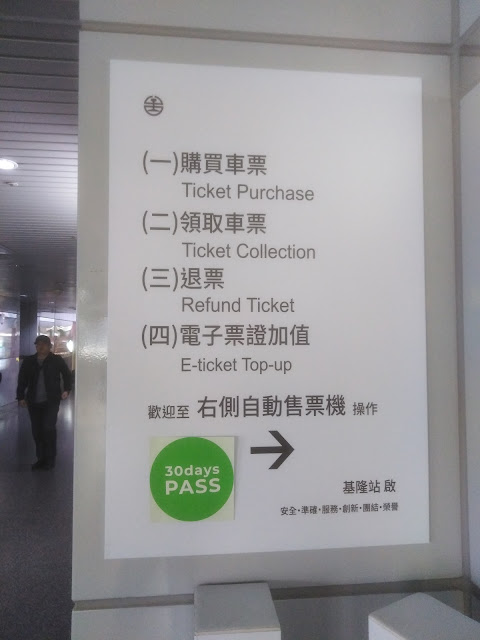 (一)購買車票
Ticket Purchase
(二)領取車票
Ticket Collection
(三)退票
Refund Ticket
(四)電子票證加值
E-ticket Top-up
歡迎至 右側自動售票機 操作
30days
PASS
基隆站 啟
安全・準確・服務・創新・團結・榮譽